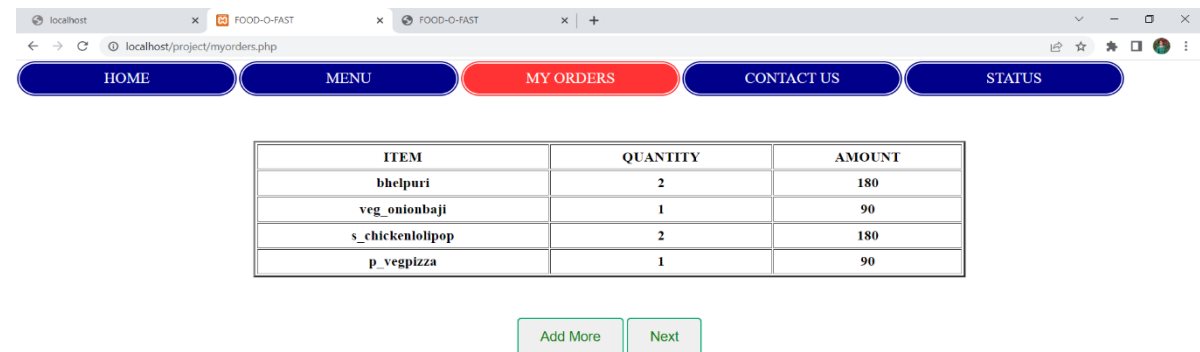 localhost FOOD-O-FAST FOOD-O-FAST
localhost/project/myorders.php
HOME MENU MY ORDERS CONTACT US STATUS
ITEM QUANTITY AMOUNT
bhelpuri 2 180
veg_onionbaji 1 90
s_chickenlolipop 2 180
p_vegpizza 1 90
Add More Next